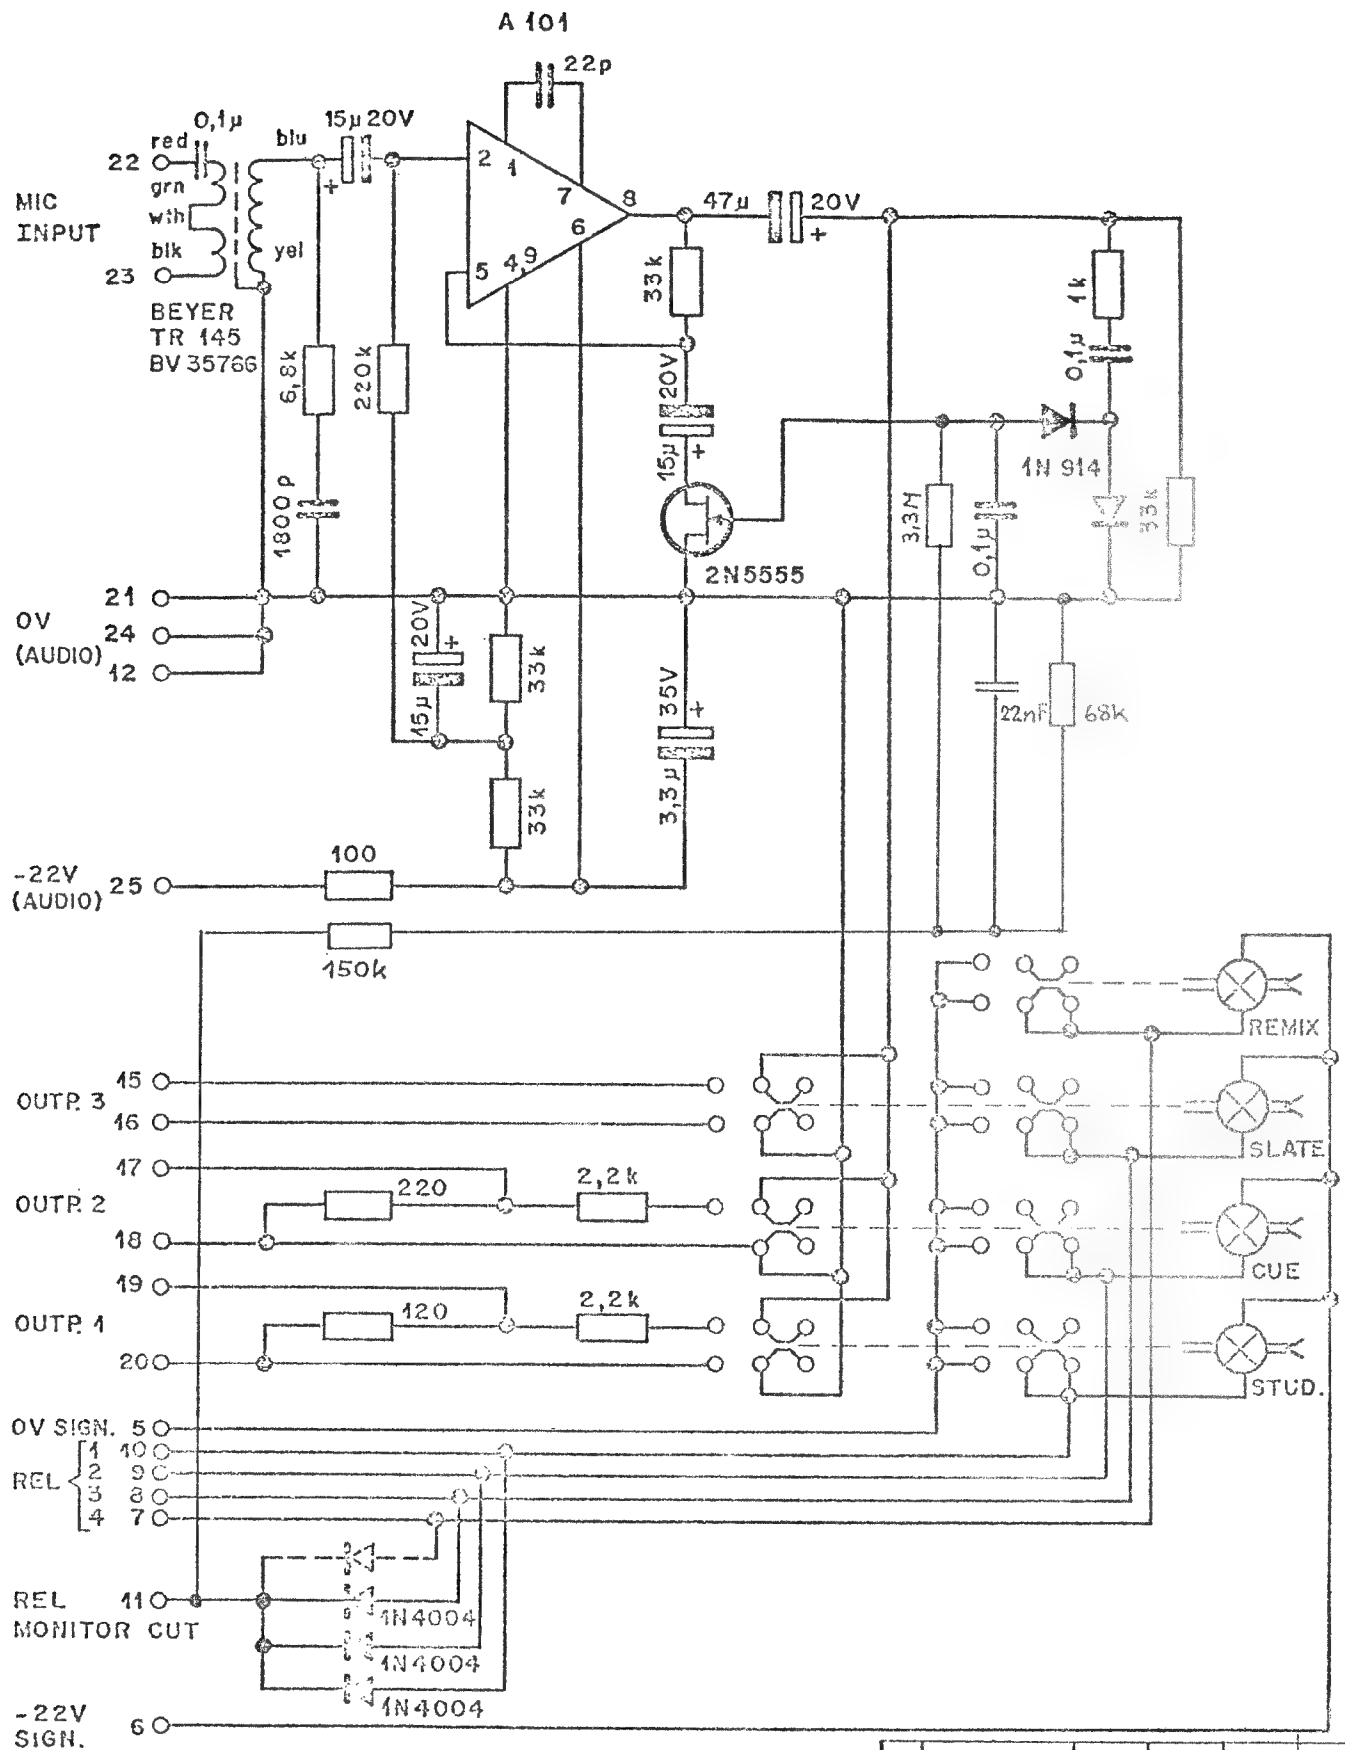 A 101
22p
0,1µ
15µ 20V
red
blu
22
grn
2
1
7
8
47µ
20V
MIC
INPUT
wth
6
blk
yel
5
4,9
33k
1k
23
BEYER
TR 145
BV 35766
6,8k
220k
20V
0,1µ
15µ
+
1N 914
1800p
3,3M
0,1µ
33k
2N5555
21
0V
(AUDIO)
24
12
20V
+
15µ
33k
35V
+
3,3µ
22nF
68k
33k
-22V
(AUDIO)
25
100
150k
REMIX
15
OUTP. 3
16
SLATE
17
220
2,2k
OUTP. 2
18
CUE
19
120
2,2k
OUTP. 1
20
STUD.
0V SIGN. 5
REL
1 10
2 9
3 8
4 7
REL 11
MONITOR CUT
1N4004
1N4004
1N4004
-22V
SIGN.
6